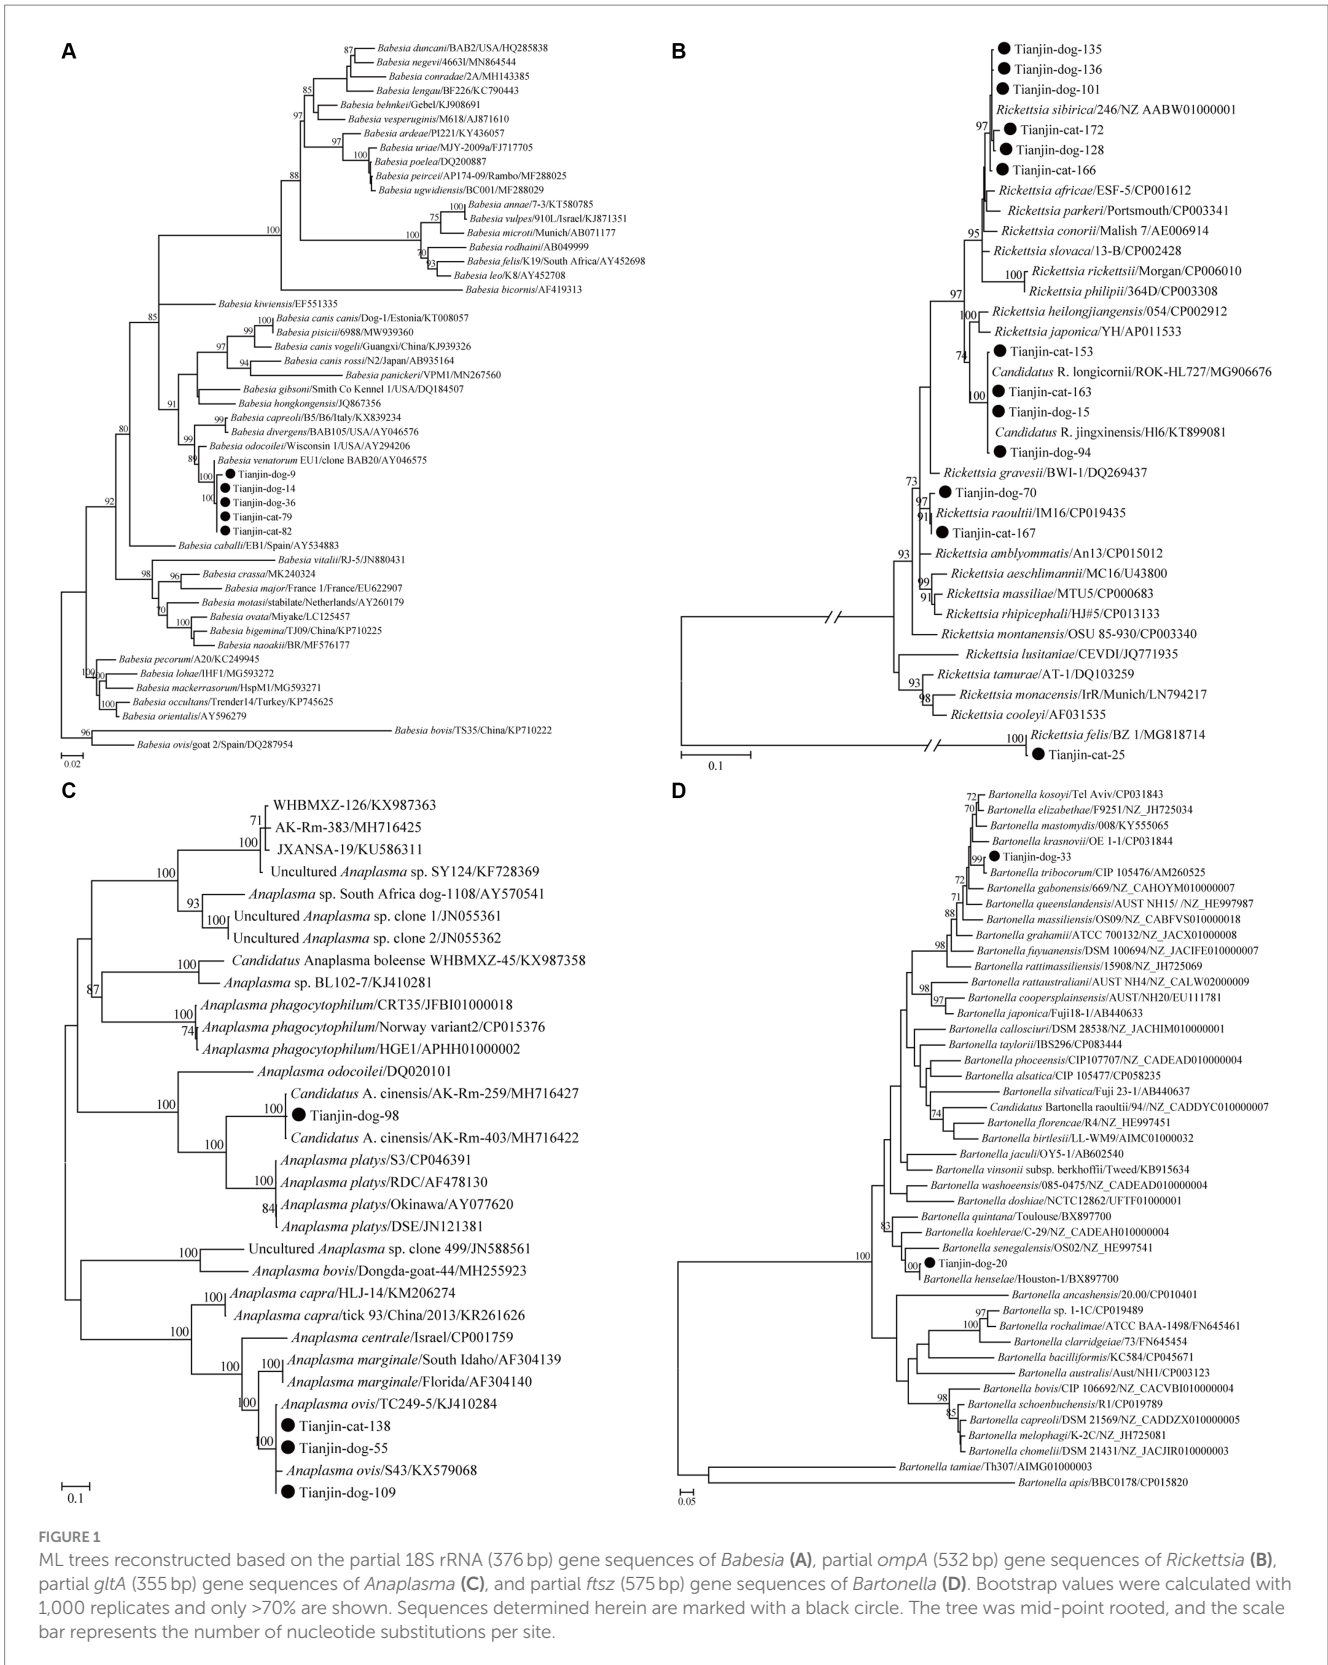 A
87
Babesia duncani/BAB2/USA/HQ285838
Babesia negevi/4663I/MN864544
Babesia conradae/2A/MH143385
Babesia lengau/BF226/KC790443
85
Babesia behnkei/Gebel/KJ908691
Babesia vesperuginis/M618/AJ871610
97
Babesia ardeae/PI221/KY436057
97
Babesia uriae/MJY-2009a/FJ717705
100
Babesia poelea/DQ200887
Babesia peircei/AP174-09/Rambo/MF288025
88
Babesia ugwidiensis/BC001/MF288029
100
Babesia annae/7-3/KT580785
75
Babesia vulpes/910L/Israel/KJ871351
100
100
Babesia microti/Munich/AB071177
Babesia rodhaini/AB049999
70
93
Babesia felis/K19/South Africa/AY452698
Babesia leo/K8/AY452708
Babesia bicornis/AF419313
Babesia kiwiensis/EF551335
85
100
Babesia canis canis/Dog-1/Estonia/KT008057
99
Babesia pisicii/6988/MW939360
97
Babesia canis vogeli/Guangxi/China/KJ939326
94
Babesia canis rossi/N2/Japan/AB935164
Babesia panickeri/VPM1/MN267560
Babesia gibsoni/Smith Co Kennel 1/USA/DQ184507
91
Babesia hongkongensis/JQ867356
99
Babesia capreoli/B5/B6/Italy/KX839234
Babesia divergens/BAB105/USA/AY046576
80
99
Babesia odocoilei/Wisconsin 1/USA/AY294206
89
Babesia venatorum EU1/clone BAB20/AY046575
100
Tianjin-dog-9
Tianjin-dog-14
100
Tianjin-dog-36
92
Tianjin-cat-79
Tianjin-cat-82
Babesia caballi/EB1/Spain/AY534883
Babesia vitalii/RJ-5/JN880431
98
96
Babesia crassa/MK240324
Babesia major/France 1/France/EU622907
70
Babesia motasi/stabilate/Netherlands/AY260179
Babesia ovata/Miyake/LC125457
100
Babesia bigemina/TJ09/China/KP710225
Babesia naoakii/BR/MF576177
Babesia pecorum/A20/KC249945
100
100
Babesia lohae/IHF1/MG593272
Babesia mackerrasorum/HspM1/MG593271
100
Babesia occultans/Trender14/Turkey/KP745625
Babesia orientalis/AY596279
96
Babesia bovis/TS35/China/KP710222
Babesia ovis/goat 2/Spain/DQ287954
0.02
B
Tianjin-dog-135
Tianjin-dog-136
Tianjin-dog-101
Rickettsia sibirica/246/NZ AABW01000001
97
Tianjin-cat-172
Tianjin-dog-128
Tianjin-cat-166
Rickettsia africae/ESF-5/CP001612
Rickettsia parkeri/Portsmouth/CP003341
95
Rickettsia conorii/Malish 7/AE006914
Rickettsia slovaca/13-B/CP002428
100
Rickettsia rickettsii/Morgan/CP006010
Rickettsia philipii/364D/CP003308
97
100
Rickettsia heilongjiangensis/054/CP002912
Rickettsia japonica/YH/AP011533
74
Tianjin-cat-153
Candidatus R. longicornii/ROK-HL727/MG906676
100
Tianjin-cat-163
Tianjin-dog-15
Candidatus R. jingxinensis/Hl6/KT899081
Tianjin-dog-94
Rickettsia gravesii/BWI-1/DQ269437
73
Tianjin-dog-70
97
91
Rickettsia raoultii/IM16/CP019435
Tianjin-cat-167
93
Rickettsia amblyommatis/An13/CP015012
Rickettsia aeschlimannii/MC16/U43800
99
91
Rickettsia massiliae/MTU5/CP000683
Rickettsia rhipicephali/HJ#5/CP013133
Rickettsia montanensis/OSU 85-930/CP003340
Rickettsia lusitaniae/CEVDI/JQ771935
93
Rickettsia tamurae/AT-1/DQ103259
98
Rickettsia monacensis/IrR/Munich/LN794217
Rickettsia cooleyi/AF031535
100
Rickettsia felis/BZ 1/MG818714
Tianjin-cat-25
0.1
C
WHBMXZ-126/KX987363
71
AK-Rm-383/MH716425
100
JXANSA-19/KU586311
Uncultured Anaplasma sp. SY124/KF728369
100
Anaplasma sp. South Africa dog-1108/AY570541
93
100
Uncultured Anaplasma sp. clone 1/JN055361
Uncultured Anaplasma sp. clone 2/JN055362
100
Candidatus Anaplasma boleense WHBMXZ-45/KX987358
87
Anaplasma sp. BL102-7/KJ410281
100
Anaplasma phagocytophilum/CRT35/JFBI01000018
74
Anaplasma phagocytophilum/Norway variant2/CP015376
Anaplasma phagocytophilum/HGE1/APHH01000002
Anaplasma odocoilei/DQ020101
100
Candidatus A. cinensis/AK-Rm-259/MH716427
100
Tianjin-dog-98
Candidatus A. cinensis/AK-Rm-403/MH716422
100
Anaplasma platys/S3/CP046391
100
Anaplasma platys/RDC/AF478130
84
Anaplasma platys/Okinawa/AY077620
Anaplasma platys/DSE/JN121381
100
Uncultured Anaplasma sp. clone 499/JN588561
Anaplasma bovis/Dongda-goat-44/MH255923
100
Anaplasma capra/HLJ-14/KM206274
Anaplasma capra/tick 93/China/2013/KR261626
100
Anaplasma centrale/Israel/CP001759
100
100
Anaplasma marginale/South Idaho/AF304139
Anaplasma marginale/Florida/AF304140
100
Anaplasma ovis/TC249-5/KJ410284
Tianjin-cat-138
100
Tianjin-dog-55
Anaplasma ovis/S43/KX579068
Tianjin-dog-109
0.1
D
72
Bartonella kosoyi/Tel Aviv/CP031843
70
Bartonella elizabethae/F9251/NZ_JH725034
Bartonella mastomydis/008/KY555065
Bartonella krasnovii/OE 1-1/CP031844
99
Tianjin-dog-33
Bartonella tribocorum/CIP 105476/AM260525
72
Bartonella gabonensis/669/NZ_CAHOYM010000007
71
Bartonella queenslandensis/AUST NH15/ /NZ_HE997987
88
Bartonella massiliensis/OS09/NZ_CABFVS010000018
Bartonella grahamii/ATCC 700132/NZ_JACX01000008
98
Bartonella fuyuanensis/DSM 100694/NZ_JACIFE010000007
Bartonella rattimassiliensis/15908/NZ_JH725069
98
Bartonella rattaustraliani/AUST NH4/NZ_CALW02000009
97
Bartonella coopersplainsensis/AUST/NH20/EU111781
Bartonella japonica/Fuji18-1/AB440633
Bartonella callosciuri/DSM 28538/NZ_JACHIM01000001
Bartonella taylorii/IBS296/CP083444
Bartonella phoceensis/CIP107707/NZ_CADEAD010000004
Bartonella alsatica/CIP 105477/CP058235
Bartonella silvatica/Fuji 23-1/AB440637
74
Candidatus Bartonella raoultii/94//NZ_CADDYC010000007
Bartonella florencae/R4/NZ_HE997451
Bartonella birtlesii/LL-WM9/AIMC01000032
Bartonella jaculi/OY5-1/AB602540
Bartonella vinsonii subsp. berkhoffii/Tweed/KB915634
Bartonella washoeensis/085-0475/NZ_CADEAD010000004
Bartonella doshiae/NCTC12862/UFTF01000001
83
Bartonella quintana/Toulouse/BX897700
Bartonella koehlerae/C-29/NZ_CADEAH010000004
Bartonella senegalensis/OS02/NZ_HE997541
100
100
Tianjin-dog-20
Bartonella henselae/Houston-1/BX897700
Bartonella ancashensis/20.00/CP010401
97
Bartonella sp. 1-1C/CP019489
100
Bartonella rochalimae/ATCC BAA-1498/FN645461
Bartonella clarridgeiae/73/FN645454
Bartonella bacilliformis/KC584/CP045671
Bartonella australis/Aust/NH1/CP003123
98
Bartonella bovis/CIP 106692/NZ_CACVBI010000004
85
Bartonella schoenbuchensis/R1/CP019789
Bartonella capreoli/DSM 21569/NZ_CADDZX010000005
Bartonella melophagi/K-2C/NZ_JH725081
Bartonella chomelii/DSM 21431/NZ_JACJIR010000003
Bartonella tamiae/Th307/AIMG01000003
Bartonella apis/BBC0178/CP015820
0.05
FIGURE 1
ML trees reconstructed based on the partial 18S rRNA (376 bp) gene sequences of Babesia (A), partial ompA (532 bp) gene sequences of Rickettsia (B),
partial gltA (355 bp) gene sequences of Anaplasma (C), and partial ftsz (575 bp) gene sequences of Bartonella (D). Bootstrap values were calculated with
1,000 replicates and only >70% are shown. Sequences determined herein are marked with a black circle. The tree was mid-point rooted, and the scale
bar represents the number of nucleotide substitutions per site.